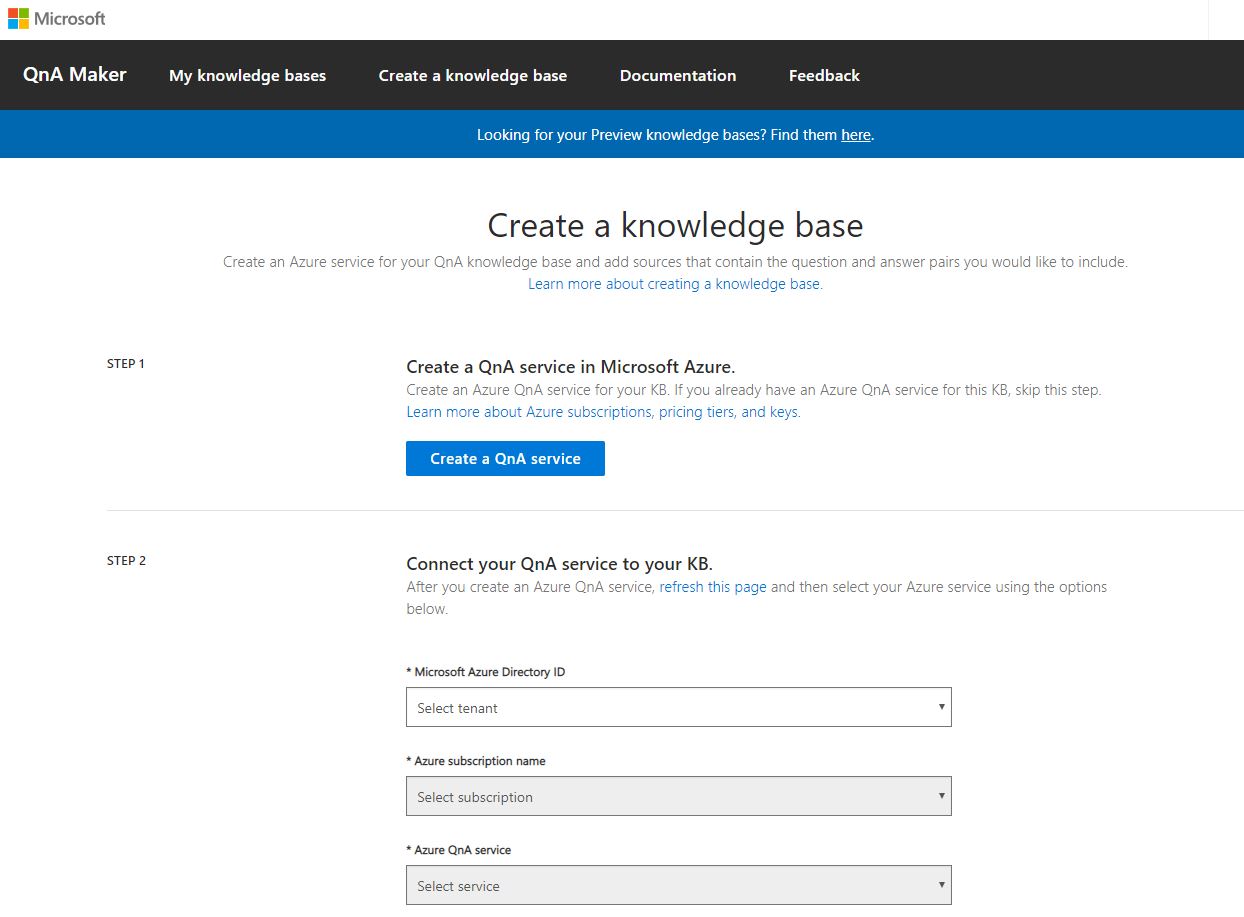 Microsoft
QnA Maker My knowledge bases Create a knowledge base Documentation Feedback
Looking for your Preview knowledge bases? Find them here.
Create a knowledge base
Create an Azure service for your QnA knowledge base and add sources that contain the question and answer pairs you would like to include.
Learn more about creating a knowledge base.
STEP 1
Create a QnA service in Microsoft Azure.
Create an Azure QnA service for your KB. If you already have an Azure QnA service for this KB, skip this step.
Learn more about Azure subscriptions, pricing tiers, and keys.
Create a QnA service
STEP 2
Connect your QnA service to your KB.
After you create an Azure QnA service, refresh this page and then select your Azure service using the options
below.
* Microsoft Azure Directory ID
Select tenant
* Azure subscription name
Select subscription
* Azure QnA service
Select service